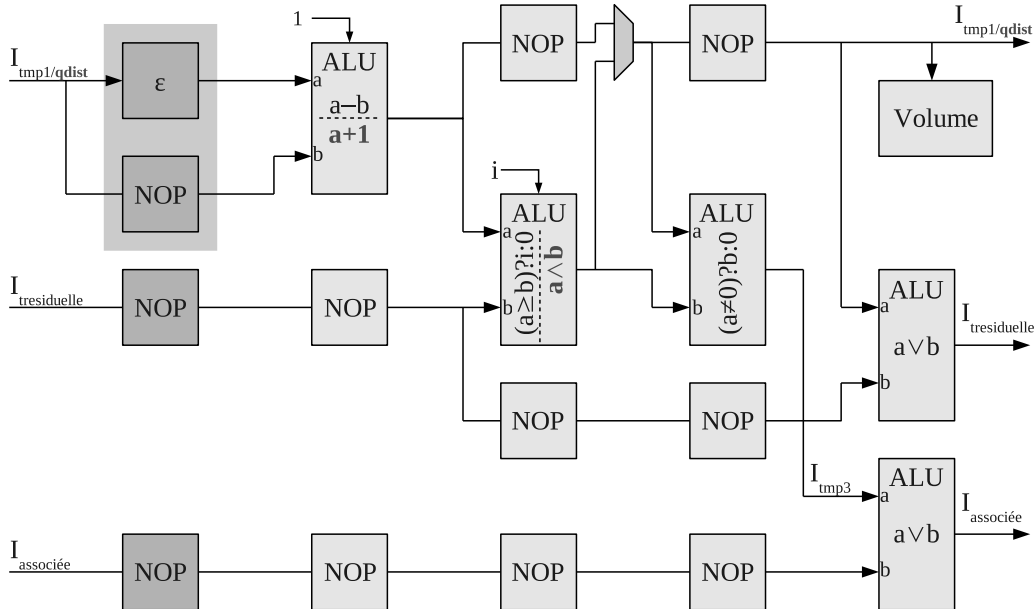 1
NOP
NOP
I tmp1/qdist
I tmp1/qdist
ε
ALU
a
a–b
a+1
b
Volume
NOP
i
ALU
a
(a≥b)?i:0
a∧b
b
ALU
a
(a≠0)?b:0
b
I tresiduelle
NOP
NOP
ALU
a
a∨b
b
I tresiduelle
NOP
NOP
I tmp3
ALU
a
a∨b
b
I associée
I associée
NOP
NOP
NOP
NOP